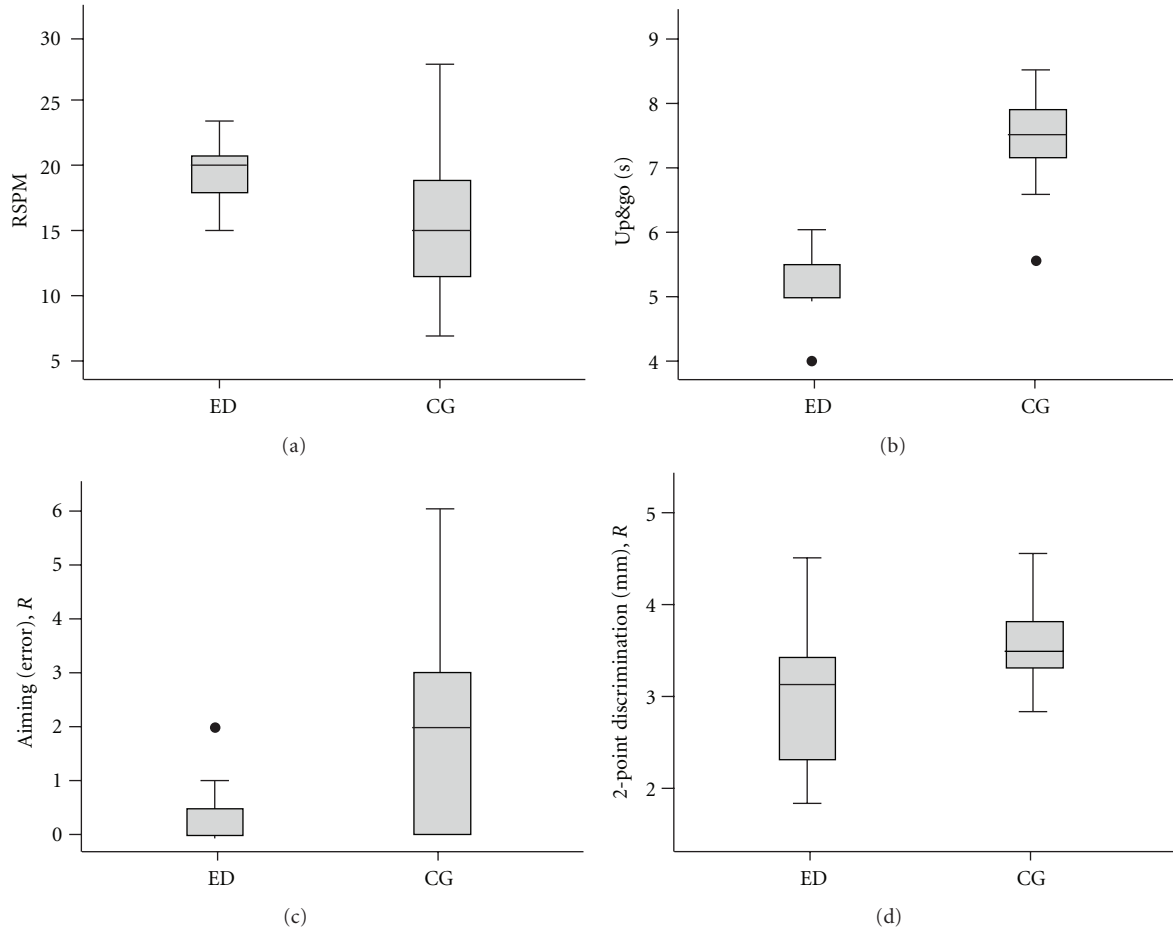 RSPM
30
25
20
15
10
5
ED CG
(a)
Up&go (s)
9
8
7
6
5
4
ED CG
(b)
Aiming (error), R
6
5
4
3
2
1
0
ED CG
(c)
2-point discrimination (mm), R
5
4
3
2
ED CG
(d)